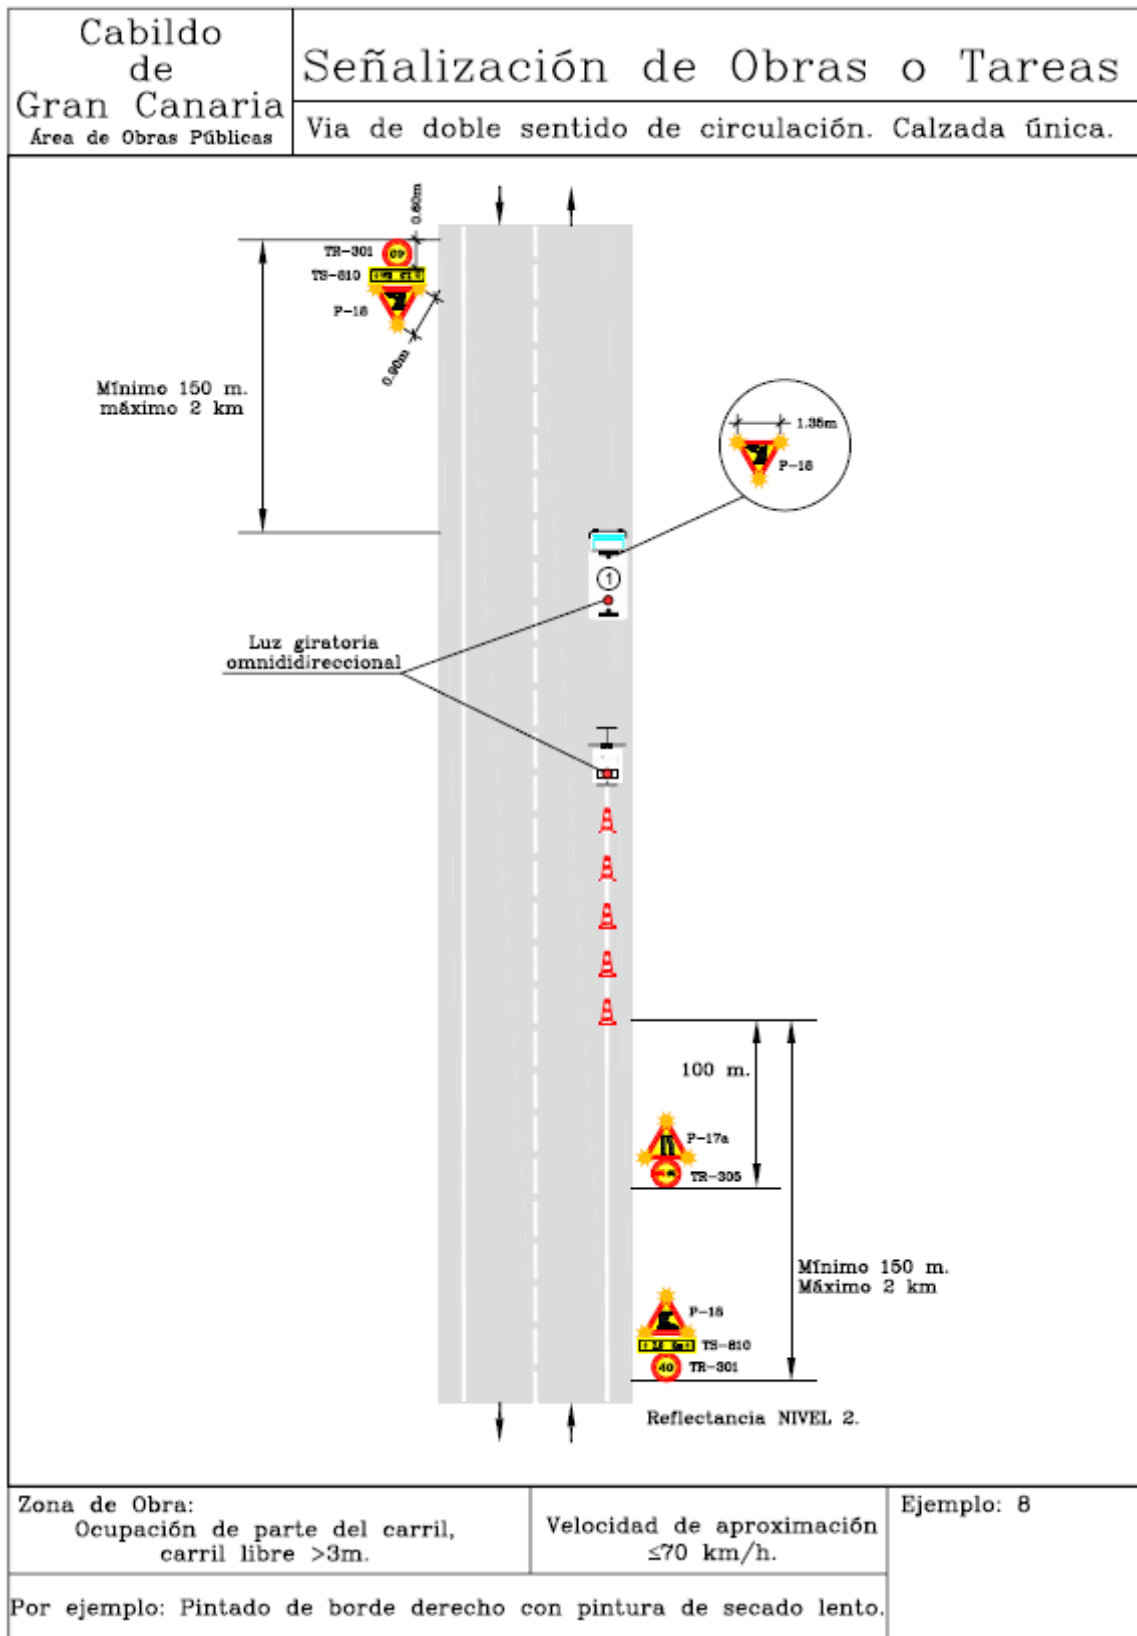 Cabildo
de
Gran Canaria
Área de Obras Públicas
Señalización de Obras o Tareas
Via de doble sentido de circulación. Calzada única.
0.60m
TR-301
TS-810
P-18
0.90m
Mínimo 150 m.
máximo 2 km
1.35m
P-18
1
Luz giratoria
omnididireccional
100 m.
P-17a
TR-305
Mínimo 150 m.
Máximo 2 km
P-18
TS-810
40
TR-301
Reflectancia NIVEL 2.
Zona de Obra:
Ocupación de parte del carril,
carril libre >3m.
Velocidad de aproximación
≤70 km/h.
Ejemplo: 8
Por ejemplo: Pintado de borde derecho con pintura de secado lento.